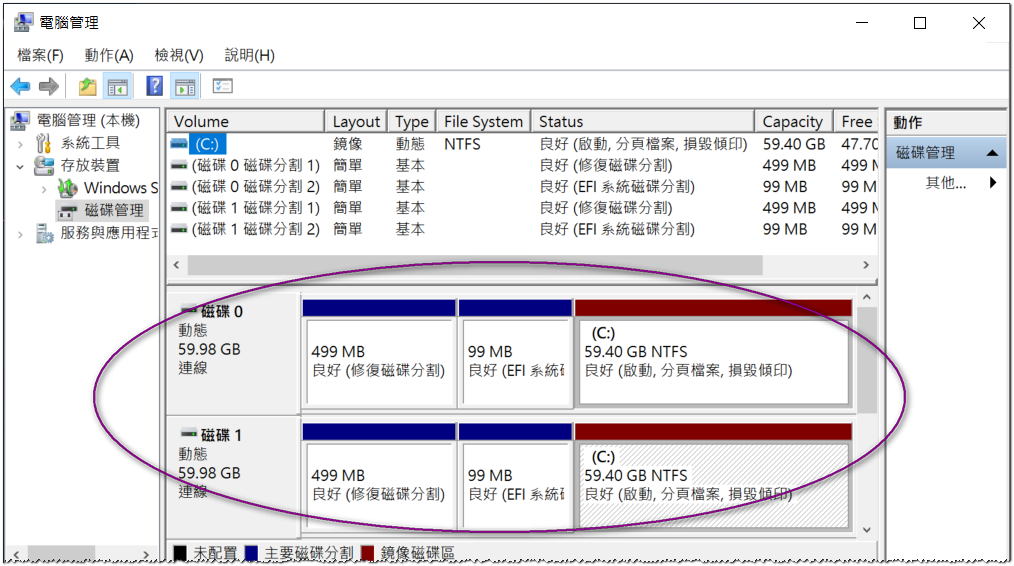 電腦管理
檔案(F) 動作(A) 檢視(V) 說明(H)
電腦管理 (本機)
系統工具
存放裝置
Windows S
磁碟管理
服務與應用程式
Volume Layout Type File System Status Capacity Free
(C:) 鏡像 動態 NTFS 良好 (啟動, 分頁檔案, 損毀傾印) 59.40 GB 47.70
(磁碟 0 磁碟分割 1) 簡單 基本 良好 (修復磁碟分割) 499 MB 499 M
(磁碟 0 磁碟分割 2) 簡單 基本 良好 (EFI 系統磁碟分割) 99 MB 99 M
(磁碟 1 磁碟分割 1) 簡單 基本 良好 (修復磁碟分割) 499 MB 499 M
(磁碟 1 磁碟分割 2) 簡單 基本 良好 (EFI 系統磁碟分割) 99 MB 99 M
動作
磁碟管理
其他...
磁碟 0
動態
59.98 GB
連線
499 MB
良好 (修復磁碟分割)
99 MB
良好 (EFI 系統磁
(C:)
59.40 GB NTFS
良好 (啟動, 分頁檔案, 損毀傾印)
磁碟 1
動態
59.98 GB
連線
499 MB
良好 (修復磁碟分割)
99 MB
良好 (EFI 系統磁
(C:)
59.40 GB NTFS
良好 (啟動, 分頁檔案, 損毀傾印)
未配置 主要磁碟分割 鏡像磁碟區